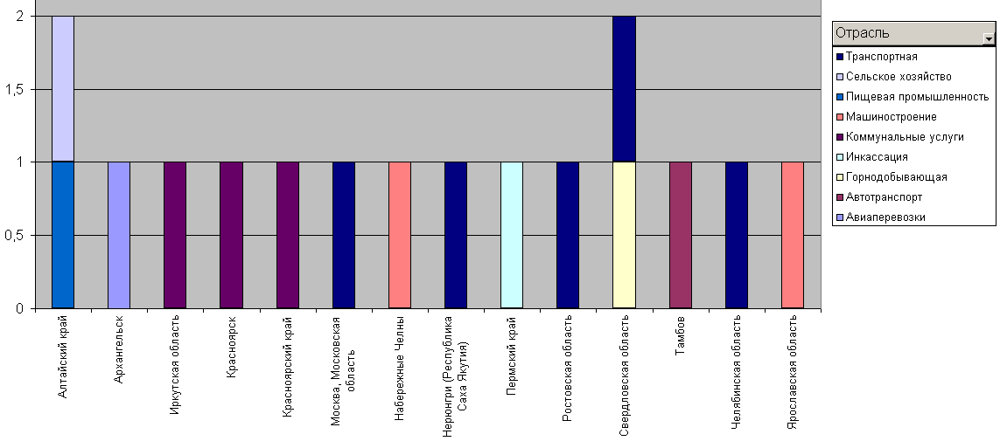 2
1,5
1
0,5
0
Алтайский край
Архангельск
Иркутская область
Красноярск
Красноярский край
Москва, Московская
область
Набережные Челны
Нерюнгри (Республика
Саха Якутия)
Пермский край
Ростовская область
Свердловская область
Тамбов
Челябинская область
Ярославская область
Отрасль
Транспортная
Сельское хозяйство
Пищевая промышленность
Машиностроение
Коммунальные услуги
Инкассация
Горнодобывающая
Автотранспорт
Авиаперевозки